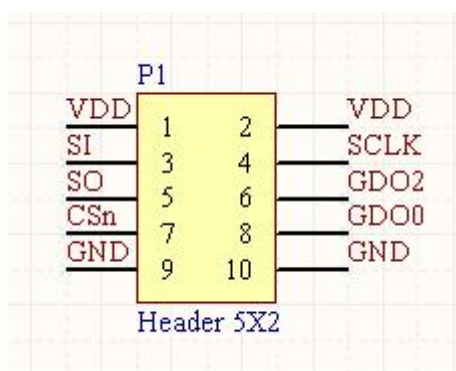 P1
VDD 1 2 VDD
SI 3 4 SCLK
SO 5 6 GDO2
CSn 7 8 GDO0
GND 9 10 GND
Header 5X2